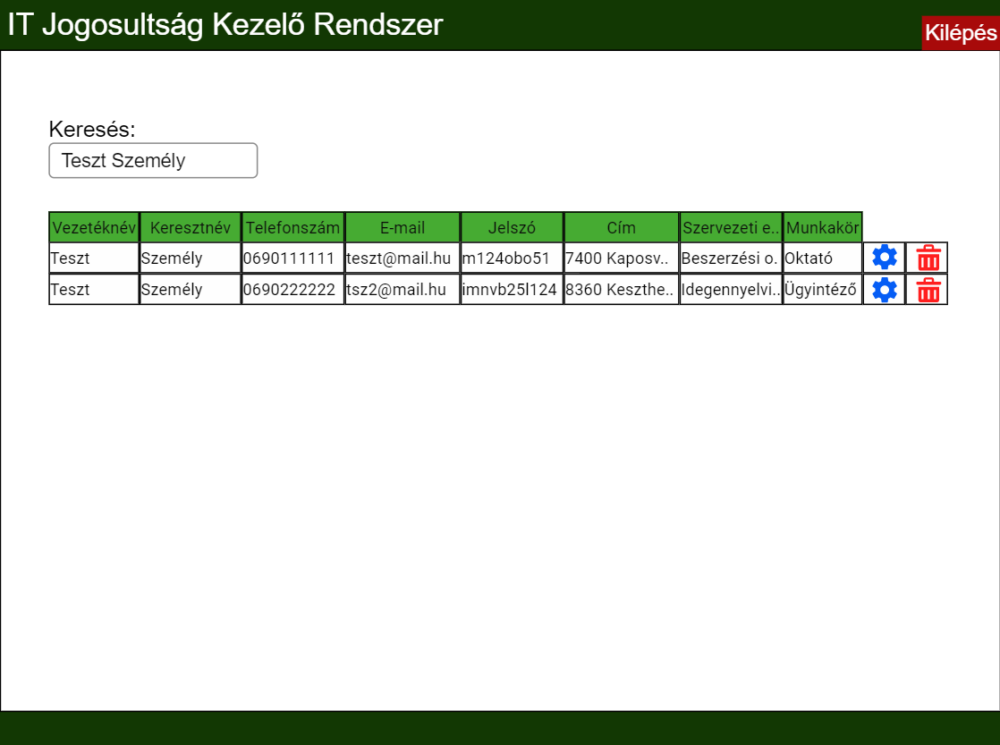 IT Jogosultság Kezelő Rendszer
Kilépés
Keresés:
Teszt Személy
Vezetéknév Keresztnév Telefonszám E-mail Jelszó Cím Szervezeti e.. Munkakör
Teszt Személy 0690111111 teszt@mail.hu m124obo51 7400 Kaposv.. Beszerzési o. Oktató
Teszt Személy 0690222222 tsz2@mail.hu imnvb25l124 8360 Keszthe.. Idegennyelvi.. Ügyintéző